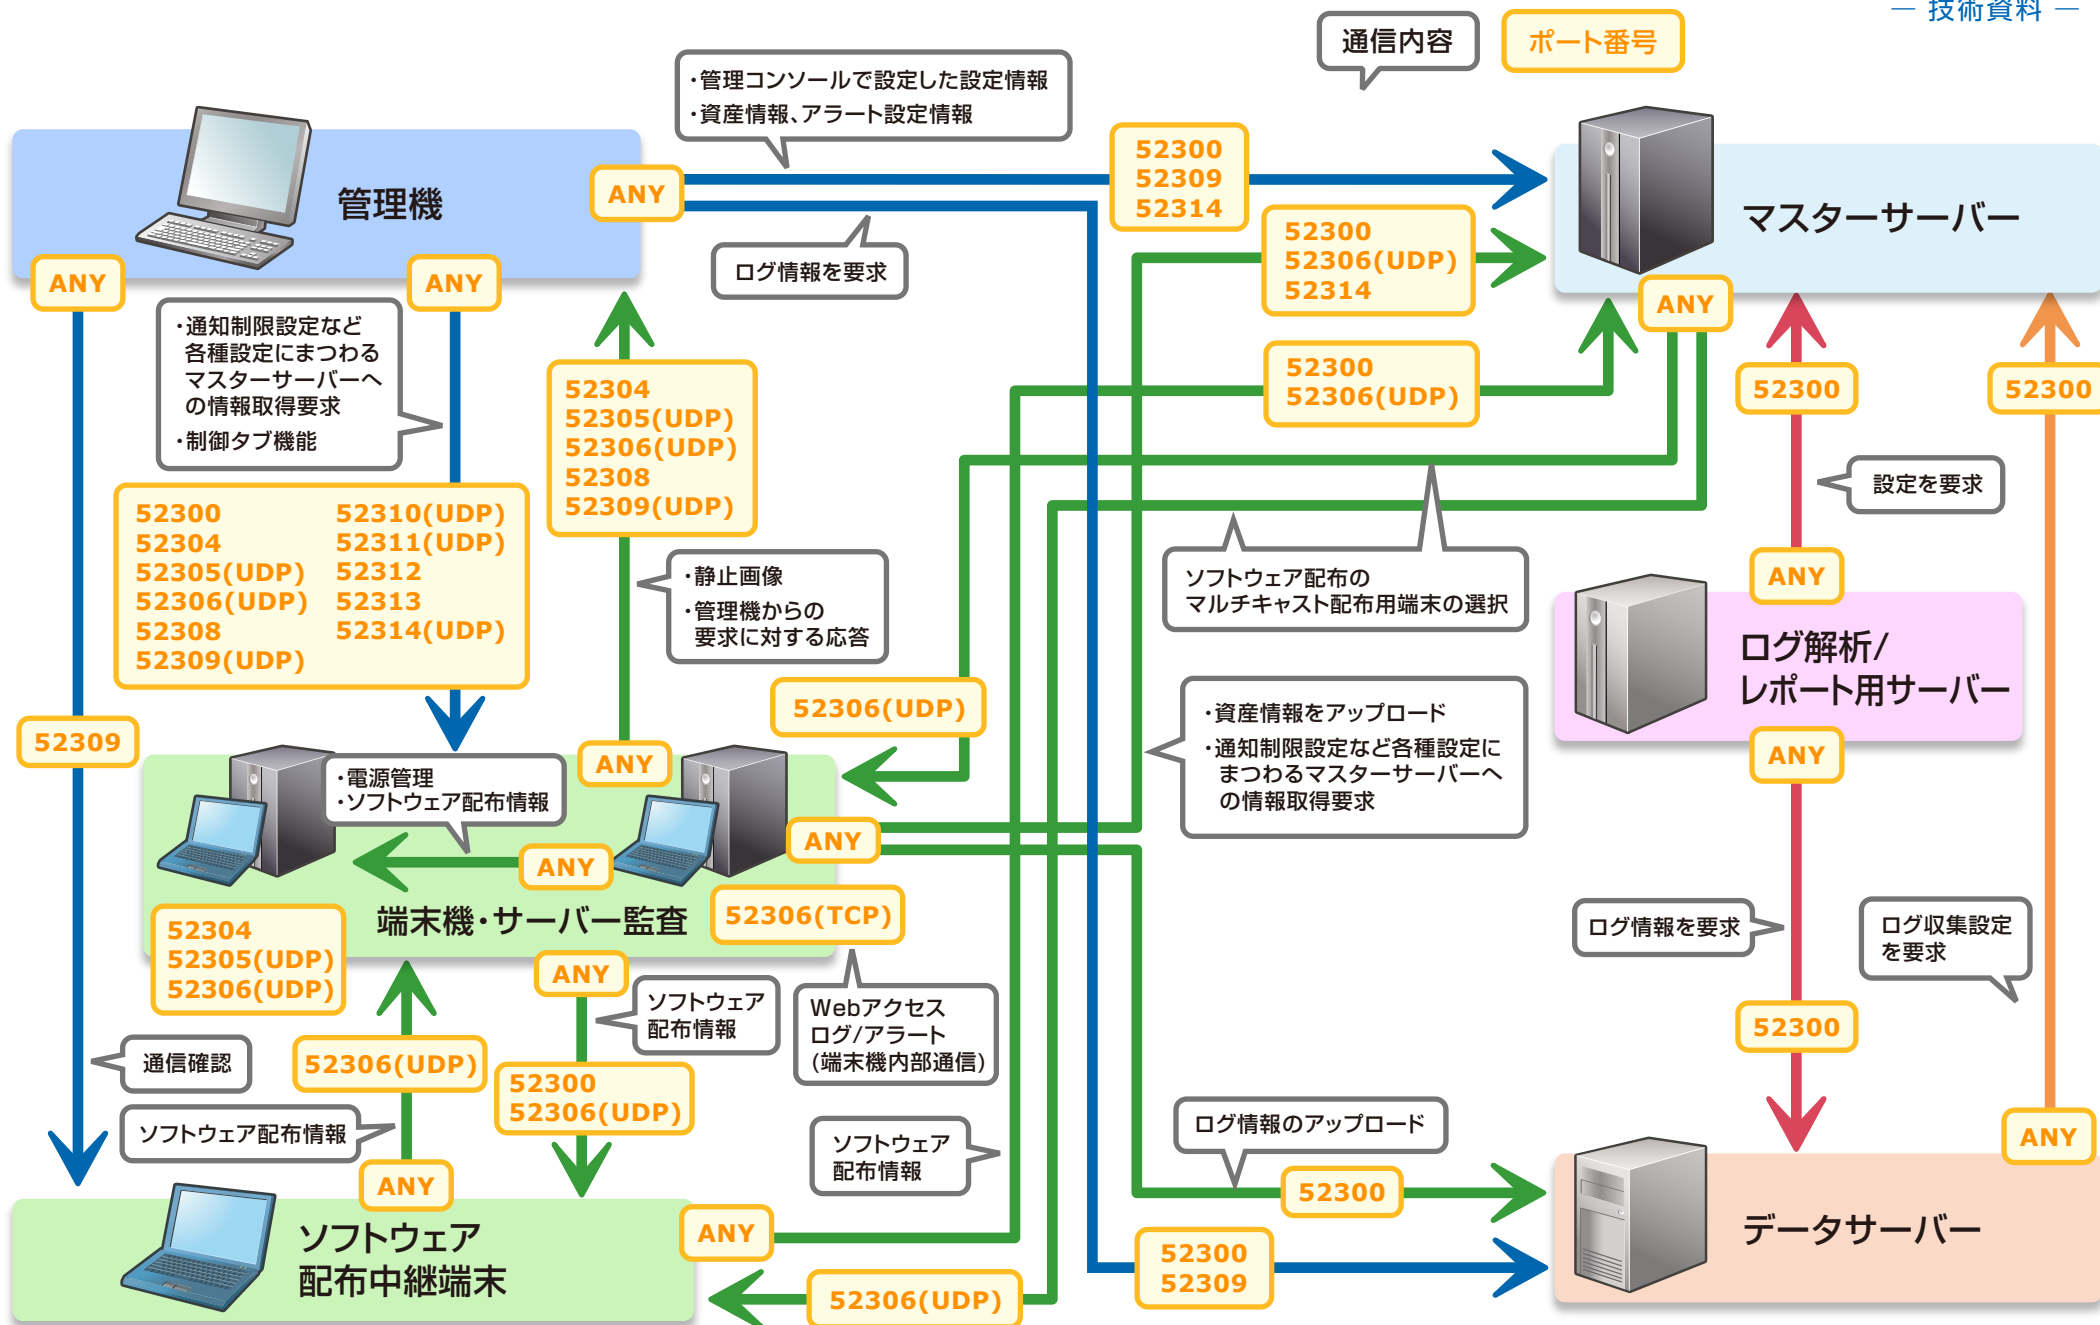 ― 技術資料 ―
通信内容
ポート番号
・管理コンソールで設定した設定情報
・資産情報、アラート設定情報
管理機
ANY
52300
52309
52314
マスターサーバー
ログ情報を要求
52300
52306(UDP)
52314
ANY
ANY
ANY
・通知制限設定など
各種設定にまつわる
マスターサーバーへ
の情報取得要求
・制御タブ機能
52304
52305(UDP)
52306(UDP)
52308
52309(UDP)
52300
52306(UDP)
52300
52300
設定を要求
52300
52304
52305(UDP)
52306(UDP)
52308
52309(UDP)
52310(UDP)
52311(UDP)
52312
52313
52314(UDP)
・静止画像
・管理機からの
要求に対する応答
ソフトウェア配布の
マルチキャスト配布用端末の選択
ANY
ログ解析/
レポート用サーバー
ANY
52306(UDP)
・資産情報をアップロード
・通知制限設定など各種設定に
まつわるマスターサーバーへ
の情報取得要求
52309
ANY
・電源管理
・ソフトウェア配布情報
ANY
ANY
端末機・サーバー監査
52306(TCP)
52304
52305(UDP)
52306(UDP)
ANY
ソフトウェア
配布情報
Webアクセス
ログ/アラート
(端末機内部通信)
ログ情報を要求
ログ収集設定
を要求
52300
通信確認
52306(UDP)
52300
52306(UDP)
ソフトウェア配布情報
ソフトウェア
配布情報
ログ情報のアップロード
ANY
ANY
52300
ANY
ソフトウェア
配布中継端末
52306(UDP)
52300
52309
データサーバー